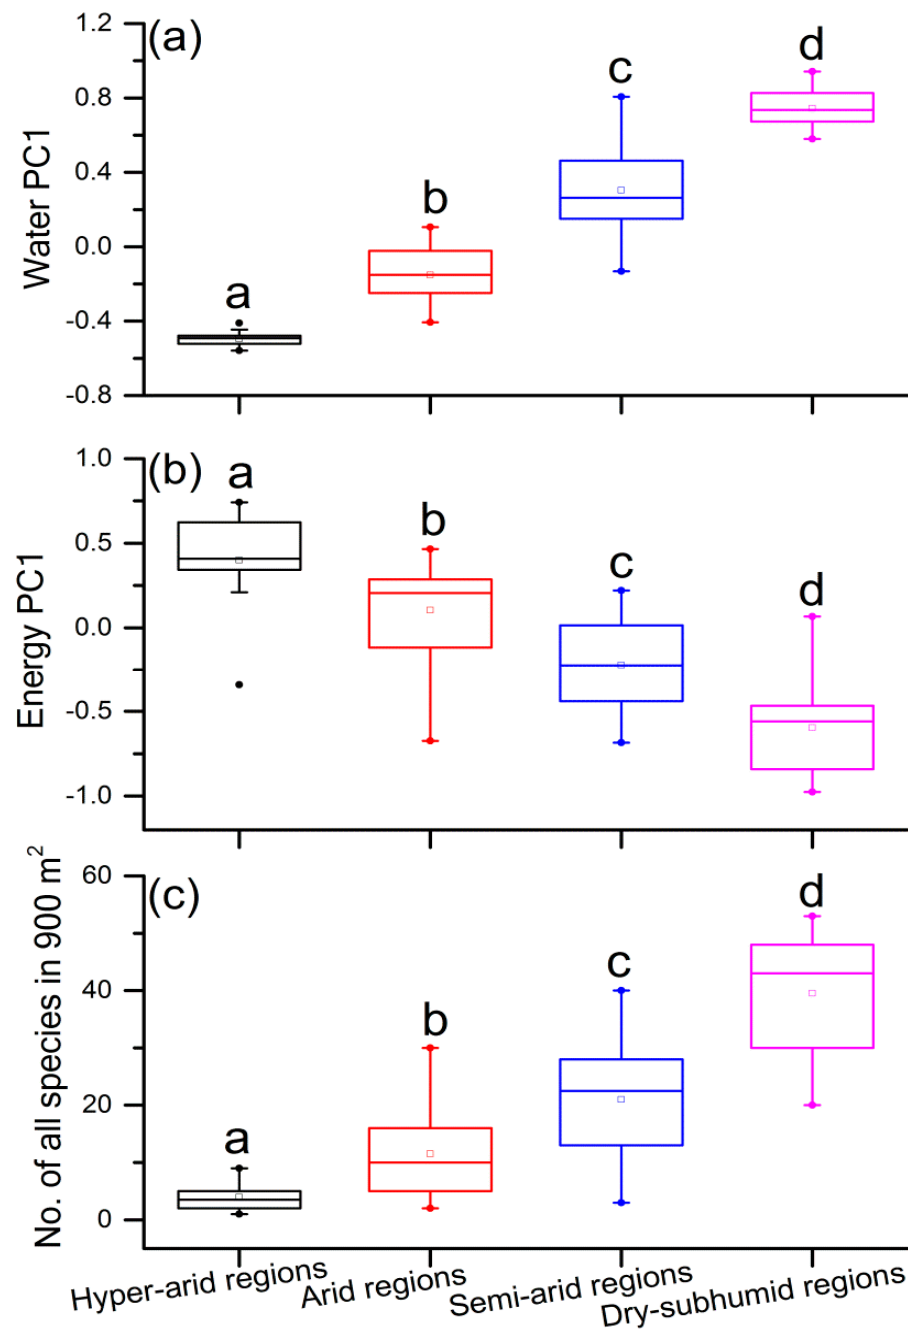 (a)
Water PC1
1.2
0.8
0.4
0.0
-0.4
-0.8
a
b
c
d
(b)
Energy PC1
1.0
0.5
0.0
-0.5
-1.0
a
b
c
d
(c)
No. of all species in 900 m²
60
40
20
0
a
b
c
d
Hyper-arid regions
Arid regions
Semi-arid regions
Dry-subhumid regions